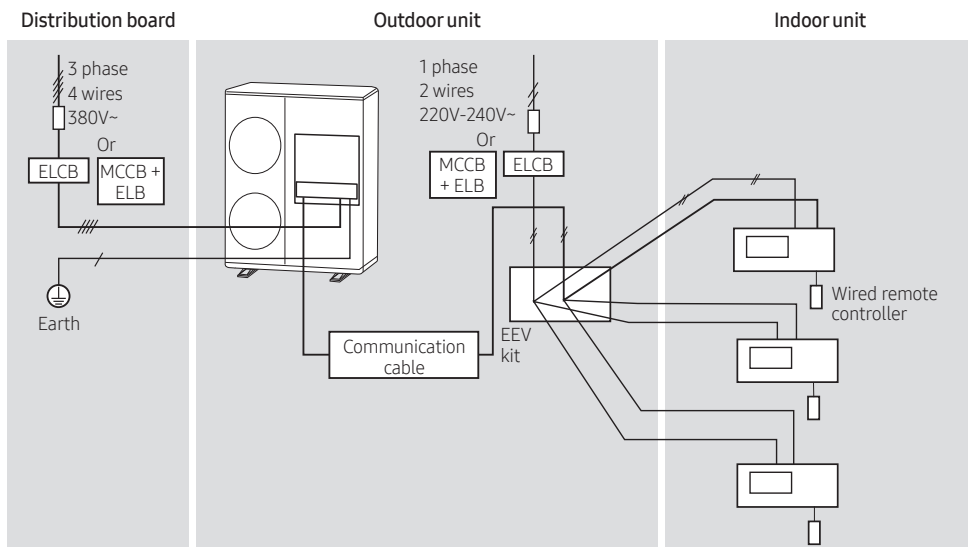 Distribution board
Outdoor unit
Indoor unit
3 phase
4 wires
380V~
Or
ELCB
MCCB +
ELB
Earth
1 phase
2 wires
220V-240V~
Or
MCCB
+ ELB
ELCB
Communication
cable
EEV
kit
Wired remote
controller